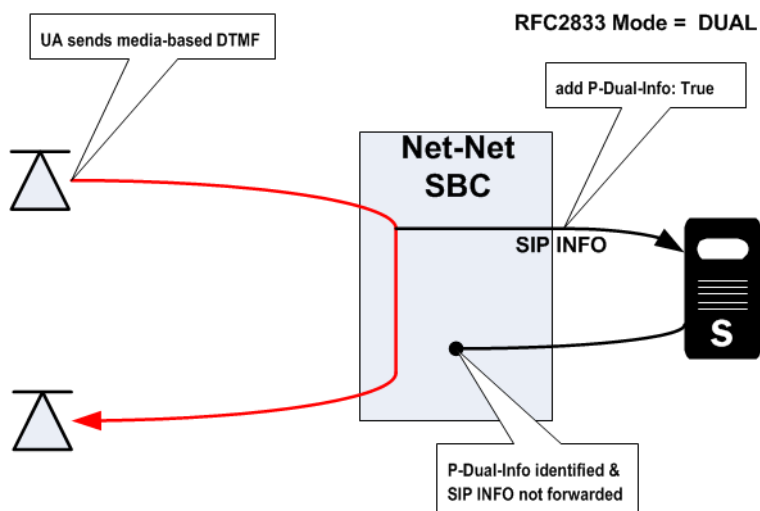 RFC2833 Mode = DUAL
UA sends media-based DTMF
add P-Dual-Info: True
Net-Net
SBC
SIP INFO
S
P-Dual-Info identified &
SIP INFO not forwarded